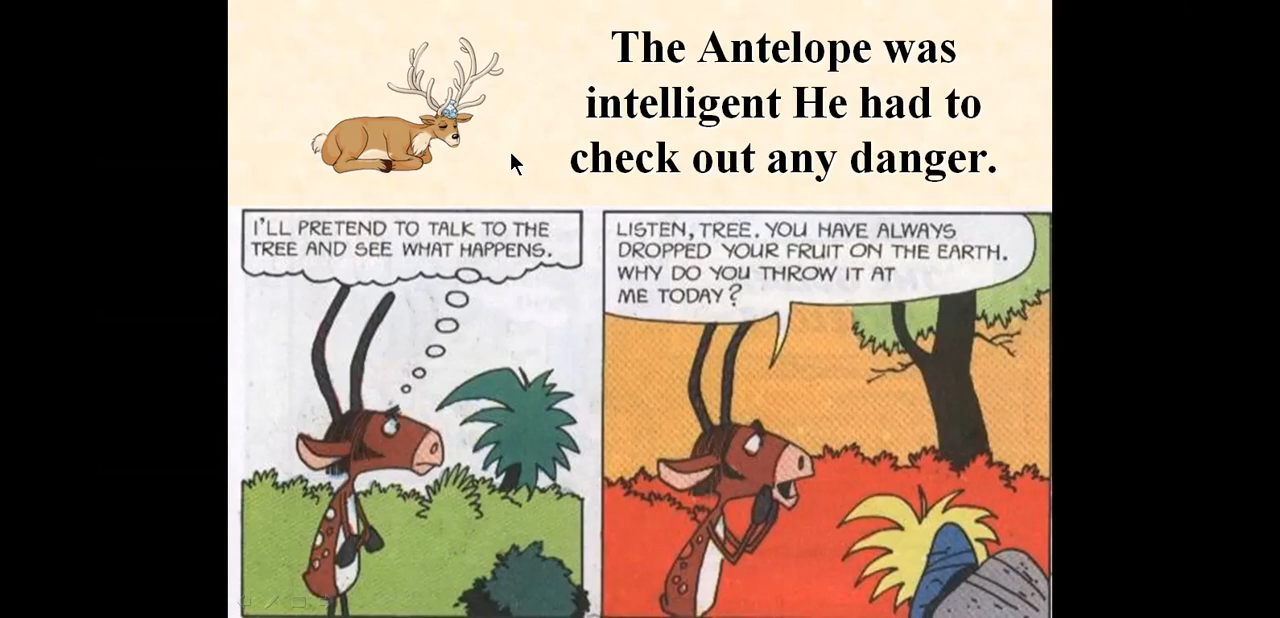 The Antelope was
intelligent He had to
check out any danger.
I'LL PRETEND TO TALK TO THE
TREE AND SEE WHAT HAPPENS.
LISTEN, TREE. YOU HAVE ALWAYS
DROPPED YOUR FRUIT ON THE EARTH.
WHY DO YOU THROW IT AT
ME TODAY?